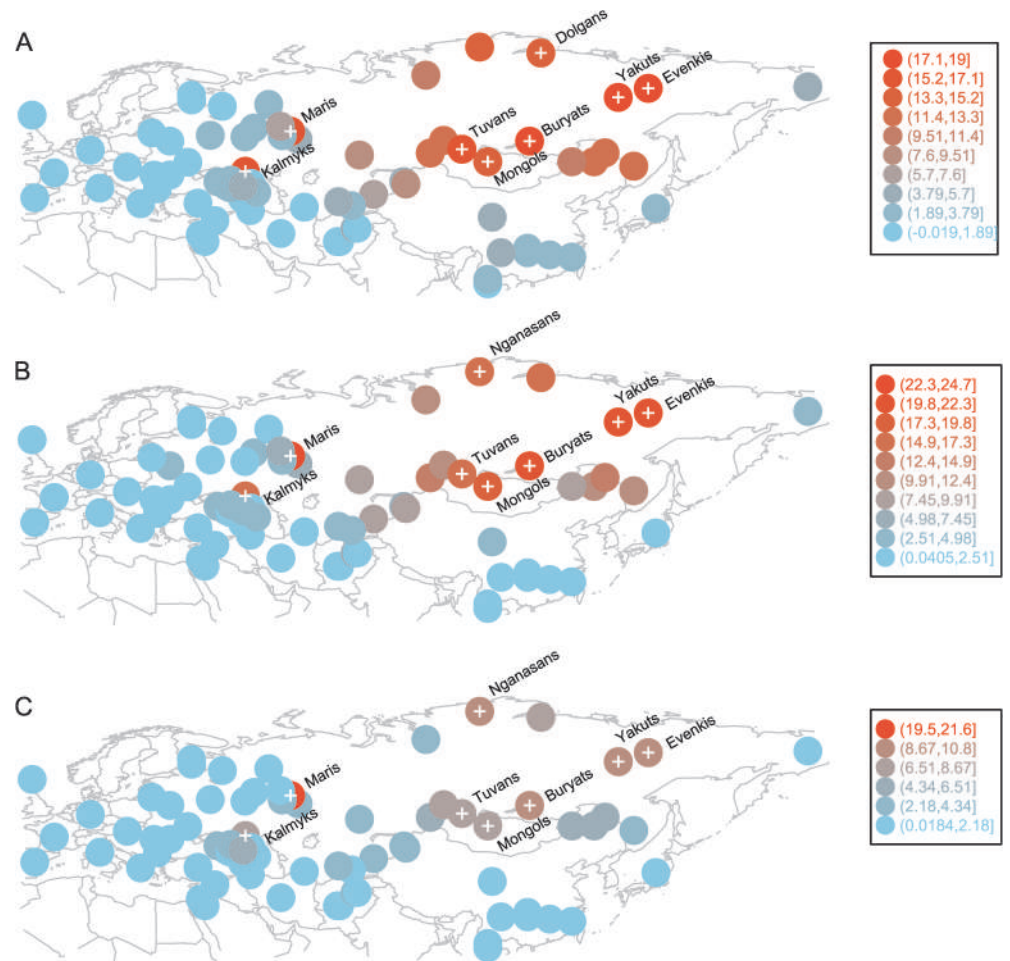 A
Dolgans
Yakuts
Evenkis
Maris
Tuvans
Buryats
Kalmyks
Mongols
(17.1,19]
(15.2,17.1]
(13.3,15.2]
(11.4,13.3]
(9.51,11.4]
(7.6,9.51]
(5.7,7.6]
(3.79,5.7]
(1.89,3.79]
(-0.019,1.89]
B
Nganasans
Yakuts
Evenkis
Maris
Tuvans
Buryats
Kalmyks
Mongols
(22.3,24.7]
(19.8,22.3]
(17.3,19.8]
(14.9,17.3]
(12.4,14.9]
(9.91,12.4]
(7.45,9.91]
(4.98,7.45]
(2.51,4.98]
(0.0405,2.51]
C
Nganasans
Yakuts
Evenkis
Maris
Tuvans
Buryats
Kalmyks
Mongols
(19.5,21.6]
(8.67,10.8]
(6.51,8.67]
(4.34,6.51]
(2.18,4.34]
(0.0184,2.18]